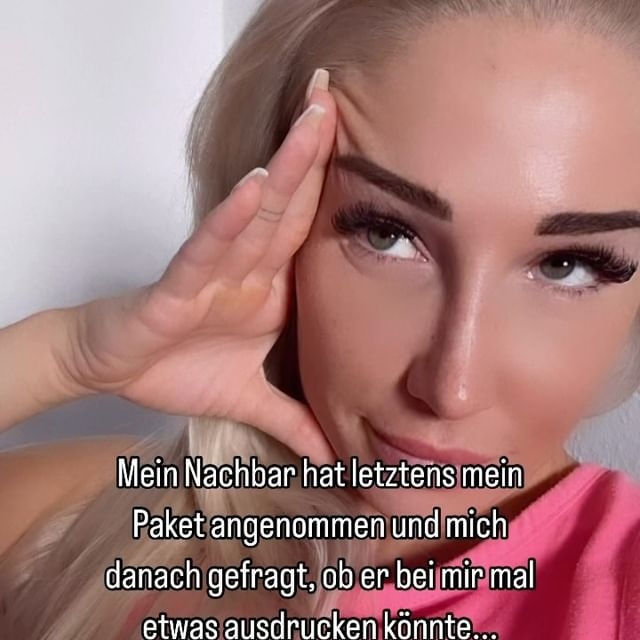 Mein Nachbar hat letztens mein
Paket angenommen und mich
danach gefragt, ob er bei mir mal
etwas ausdrucken könnte...